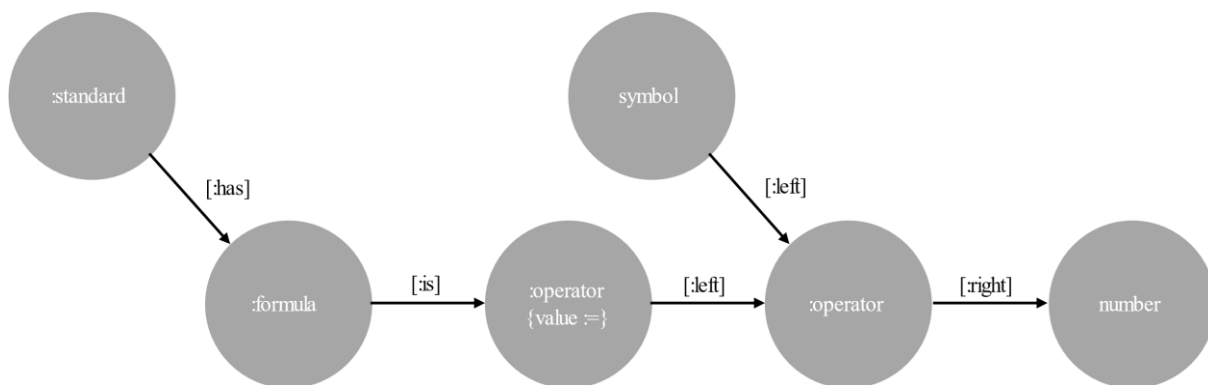 :standard
symbol
[:has]
[:left]
:formula
[:is]
:operator
{value :=}
[:left]
:operator
[:right]
number